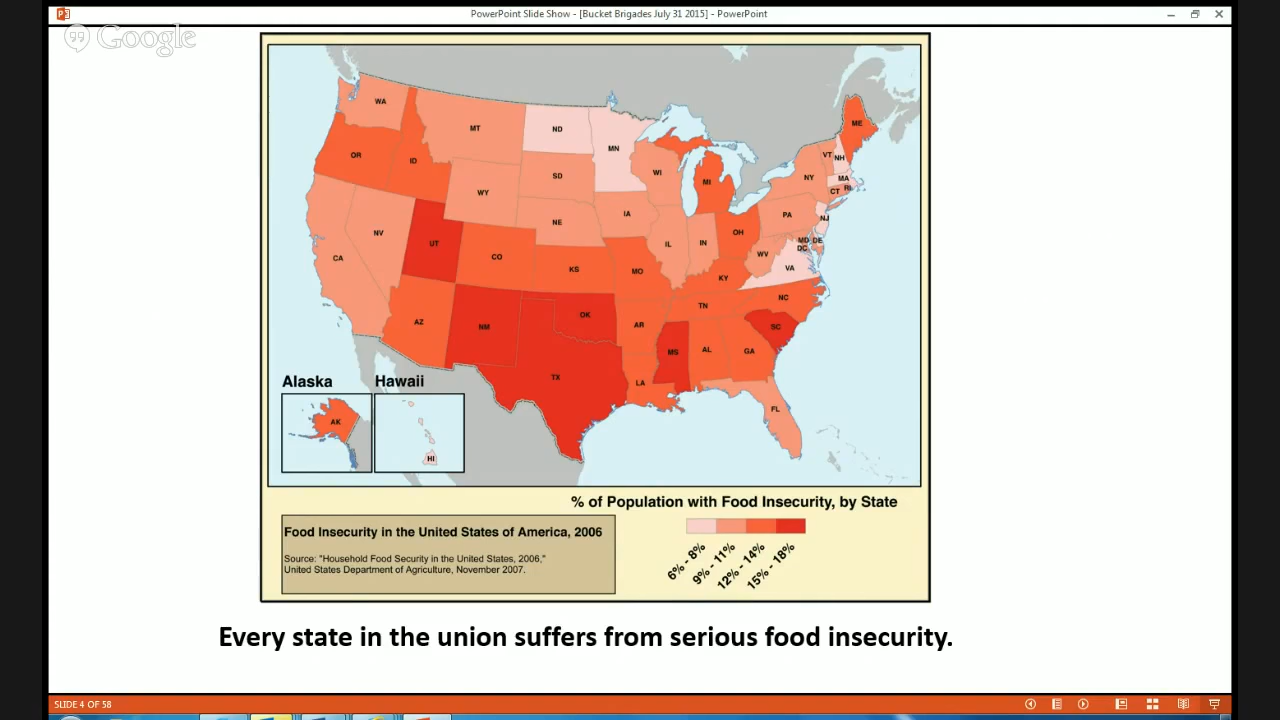 PowerPoint Slide Show - [Bucket Brigades July 31 2015] - PowerPoint
Google
WA
MT
ND
MN
ME
OR
ID
WY
SD
WI
MI
VT
NH
NY
MA
CT
RI
NV
UT
CO
NE
IA
IL
IN
OH
PA
NJ
CA
KS
MO
KY
WV
MD
DE
DC
VA
AZ
NM
OK
AR
TN
NC
SC
TX
LA
MS
AL
GA
FL
Alaska
Hawaii
AK
HI
% of Population with Food Insecurity, by State
6% - 8%
9% - 11%
12% - 14%
15% - 18%
Food Insecurity in the United States of America, 2006
Source: "Household Food Security in the United States, 2006,"
United States Department of Agriculture, November 2007.
Every state in the union suffers from serious food insecurity.
SLIDE 4 OF 58